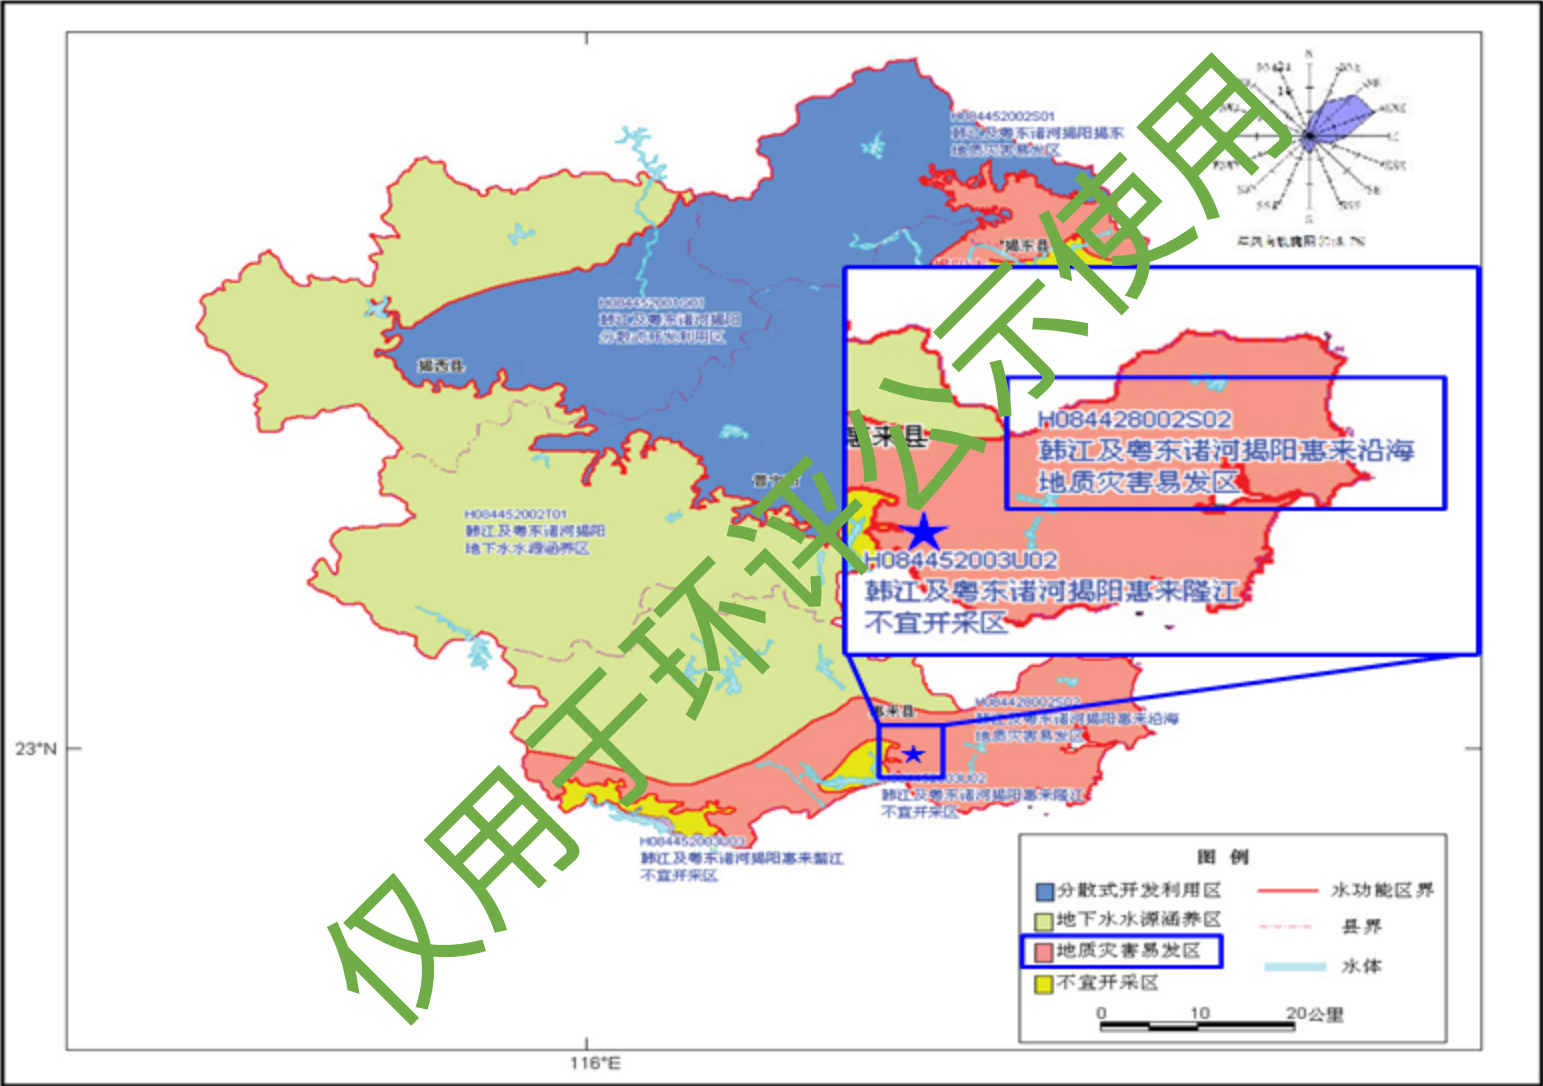 H084452002S01
韩江及粤东诸河揭阳揭东
地质灾害易发区
揭东县
H084452001Q01
韩江及粤东诸河揭阳
分散式开发利用区
揭西县
普宁市
惠来县
H084428002S02
韩江及粤东诸河揭阳惠来沿海
地质灾害易发区
H084452003U02
韩江及粤东诸河揭阳惠来隆江
不宜开采区
H084452002T01
韩江及粤东诸河揭阳
地下水水源涵养区
惠来县
H084428002S02
韩江及粤东诸河揭阳惠来沿海
地质灾害易发区
23°N
韩江及粤东诸河揭阳惠来隆江
不宜开采区
H084452003U03
韩江及粤东诸河揭阳惠来螯江
不宜开采区
图 例
分散式开发利用区
水功能区界
地下水水源涵养区
县界
地质灾害易发区
水体
不宜开采区
0 10 20公里
116°E
仅用于环评公示使用